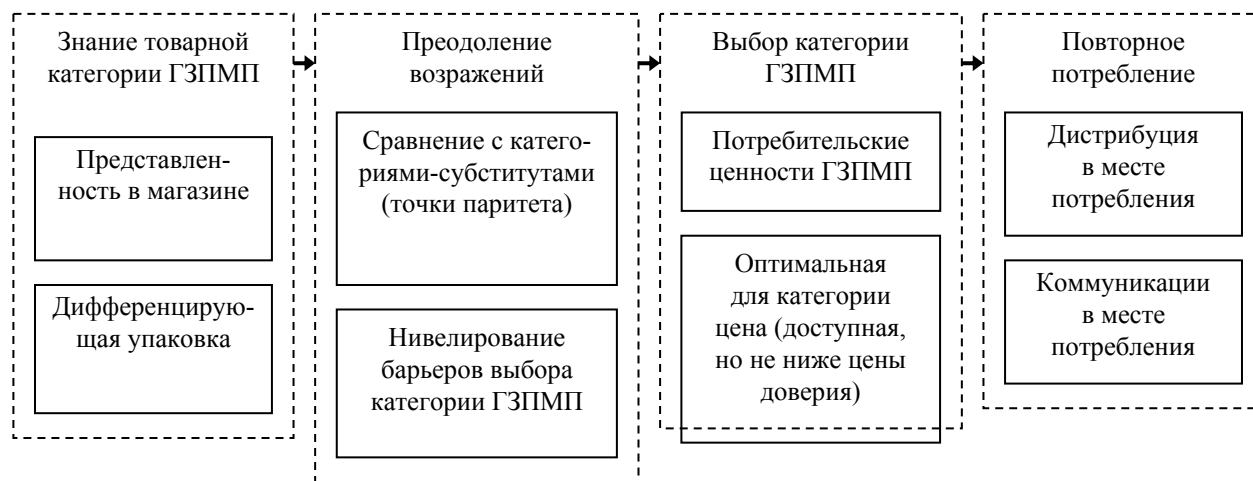 Знание товарной
категории ГЗПМП
Представлен-
ность в магазине
Дифференцирую-
щая упаковка
Преодоление
возражений
Сравнение с катего-
риями-субститутами
(точки паритета)
Нивелирование
барьеров выбора
категории ГЗПМП
Выбор категории
ГЗПМП
Потребительские
ценности ГЗПМП
Оптимальная
для категории
цена (доступная,
но не ниже цены
доверия)
Повторное
потребление
Дистрибуция
в месте
потребления
Коммуникации
в месте
потребления